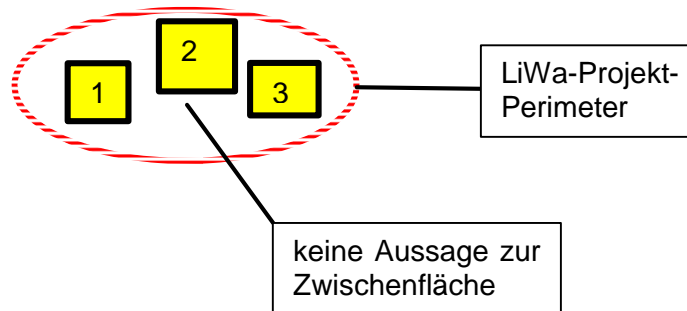 1
2
3
LiWa-Projekt-
Perimeter
keine Aussage zur
Zwischenfläche